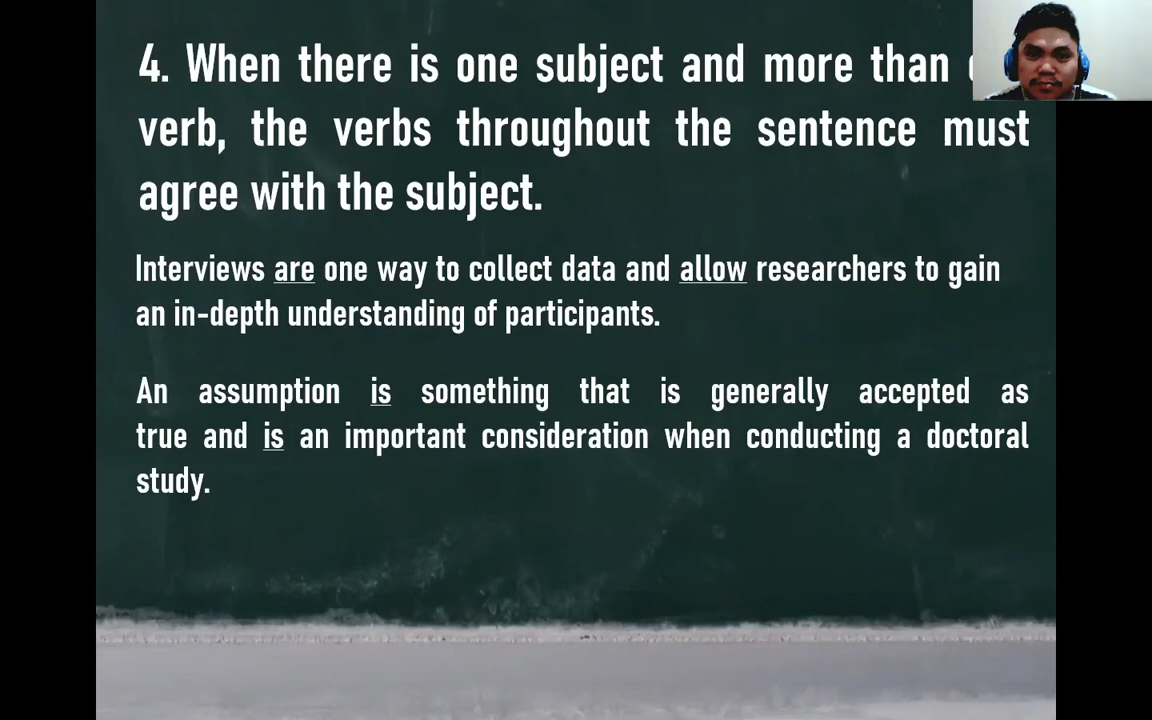 4. When there is one subject and more than
verb, the verbs throughout the sentence must
agree with the subject.
Interviews are one way to collect data and allow researchers to gain
an in-depth understanding of participants.
An assumption is something that is generally accepted as
true and is an important consideration when conducting a doctoral
study.